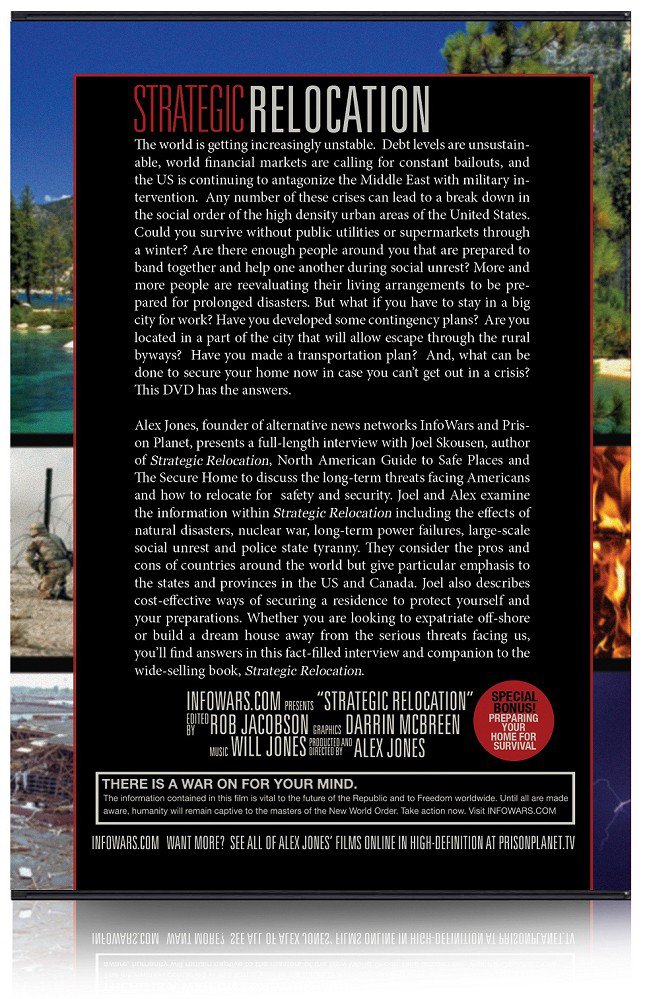 STRATEGIC RELOCATION
The world is getting increasingly unstable. Debt levels are unsustain-
able, world financial markets are calling for constant bailouts, and
the US is continuing to antagonize the Middle East with military in-
tervention. Any number of these crises can lead to a break down in
the social order of the high density urban areas of the United States.
Could you survive without public utilities or supermarkets through
a winter? Are there enough people around you that are prepared to
band together and help one another during social unrest? More and
more people are reevaluating their living arrangements to be pre-
pared for prolonged disasters. But what if you have to stay in a big
city for work? Have you developed some contingency plans? Are you
located in a part of the city that will allow escape through the rural
byways? Have you made a transportation plan? And, what can be
done to secure your home now in case you can't get out in a crisis?
This DVD has the answers.
Alex Jones, founder of alternative news networks InfoWars and Pris-
on Planet, presents a full-length interview with Joel Skousen, author
of Strategic Relocation, North American Guide to Safe Places and
The Secure Home to discuss the long-term threats facing Americans
and how to relocate for safety and security. Joel and Alex examine
the information within Strategic Relocation including the effects of
natural disasters, nuclear war, long-term power failures, large-scale
social unrest and police state tyranny. They consider the pros and
cons of countries around the world but give particular emphasis to
the states and provinces in the US and Canada. Joel also describes
cost-effective ways of securing a residence to protect yourself and
your preparations. Whether you are looking to expatriate off-shore
or build a dream house away from the serious threats facing us,
you'll find answers in this fact-filled interview and companion to the
wide-selling book, Strategic Relocation.
INFOWARS.COM PRESENTS "STRATEGIC RELOCATION"
EDITED BY ROB JACOBSON GRAPHICS DARRIN MCBREEN
MUSIC WILL JONES PRODUCTED AND DIRECTED BY ALEX JONES
SPECIAL
BONUS!
PREPARING
YOUR
HOME FOR
SURVIVAL
THERE IS A WAR ON FOR YOUR MIND.
The information contained in this film is vital to the future of the Republic and to Freedom worldwide. Until all are made
aware, humanity will remain captive to the masters of the New World Order. Take action now. Visit INFOWARS.COM
INFOWARS.COM WANT MORE? SEE ALL OF ALEX JONES' FILMS ONLINE IN HIGH-DEFINITION AT PRISONPLANET.TV